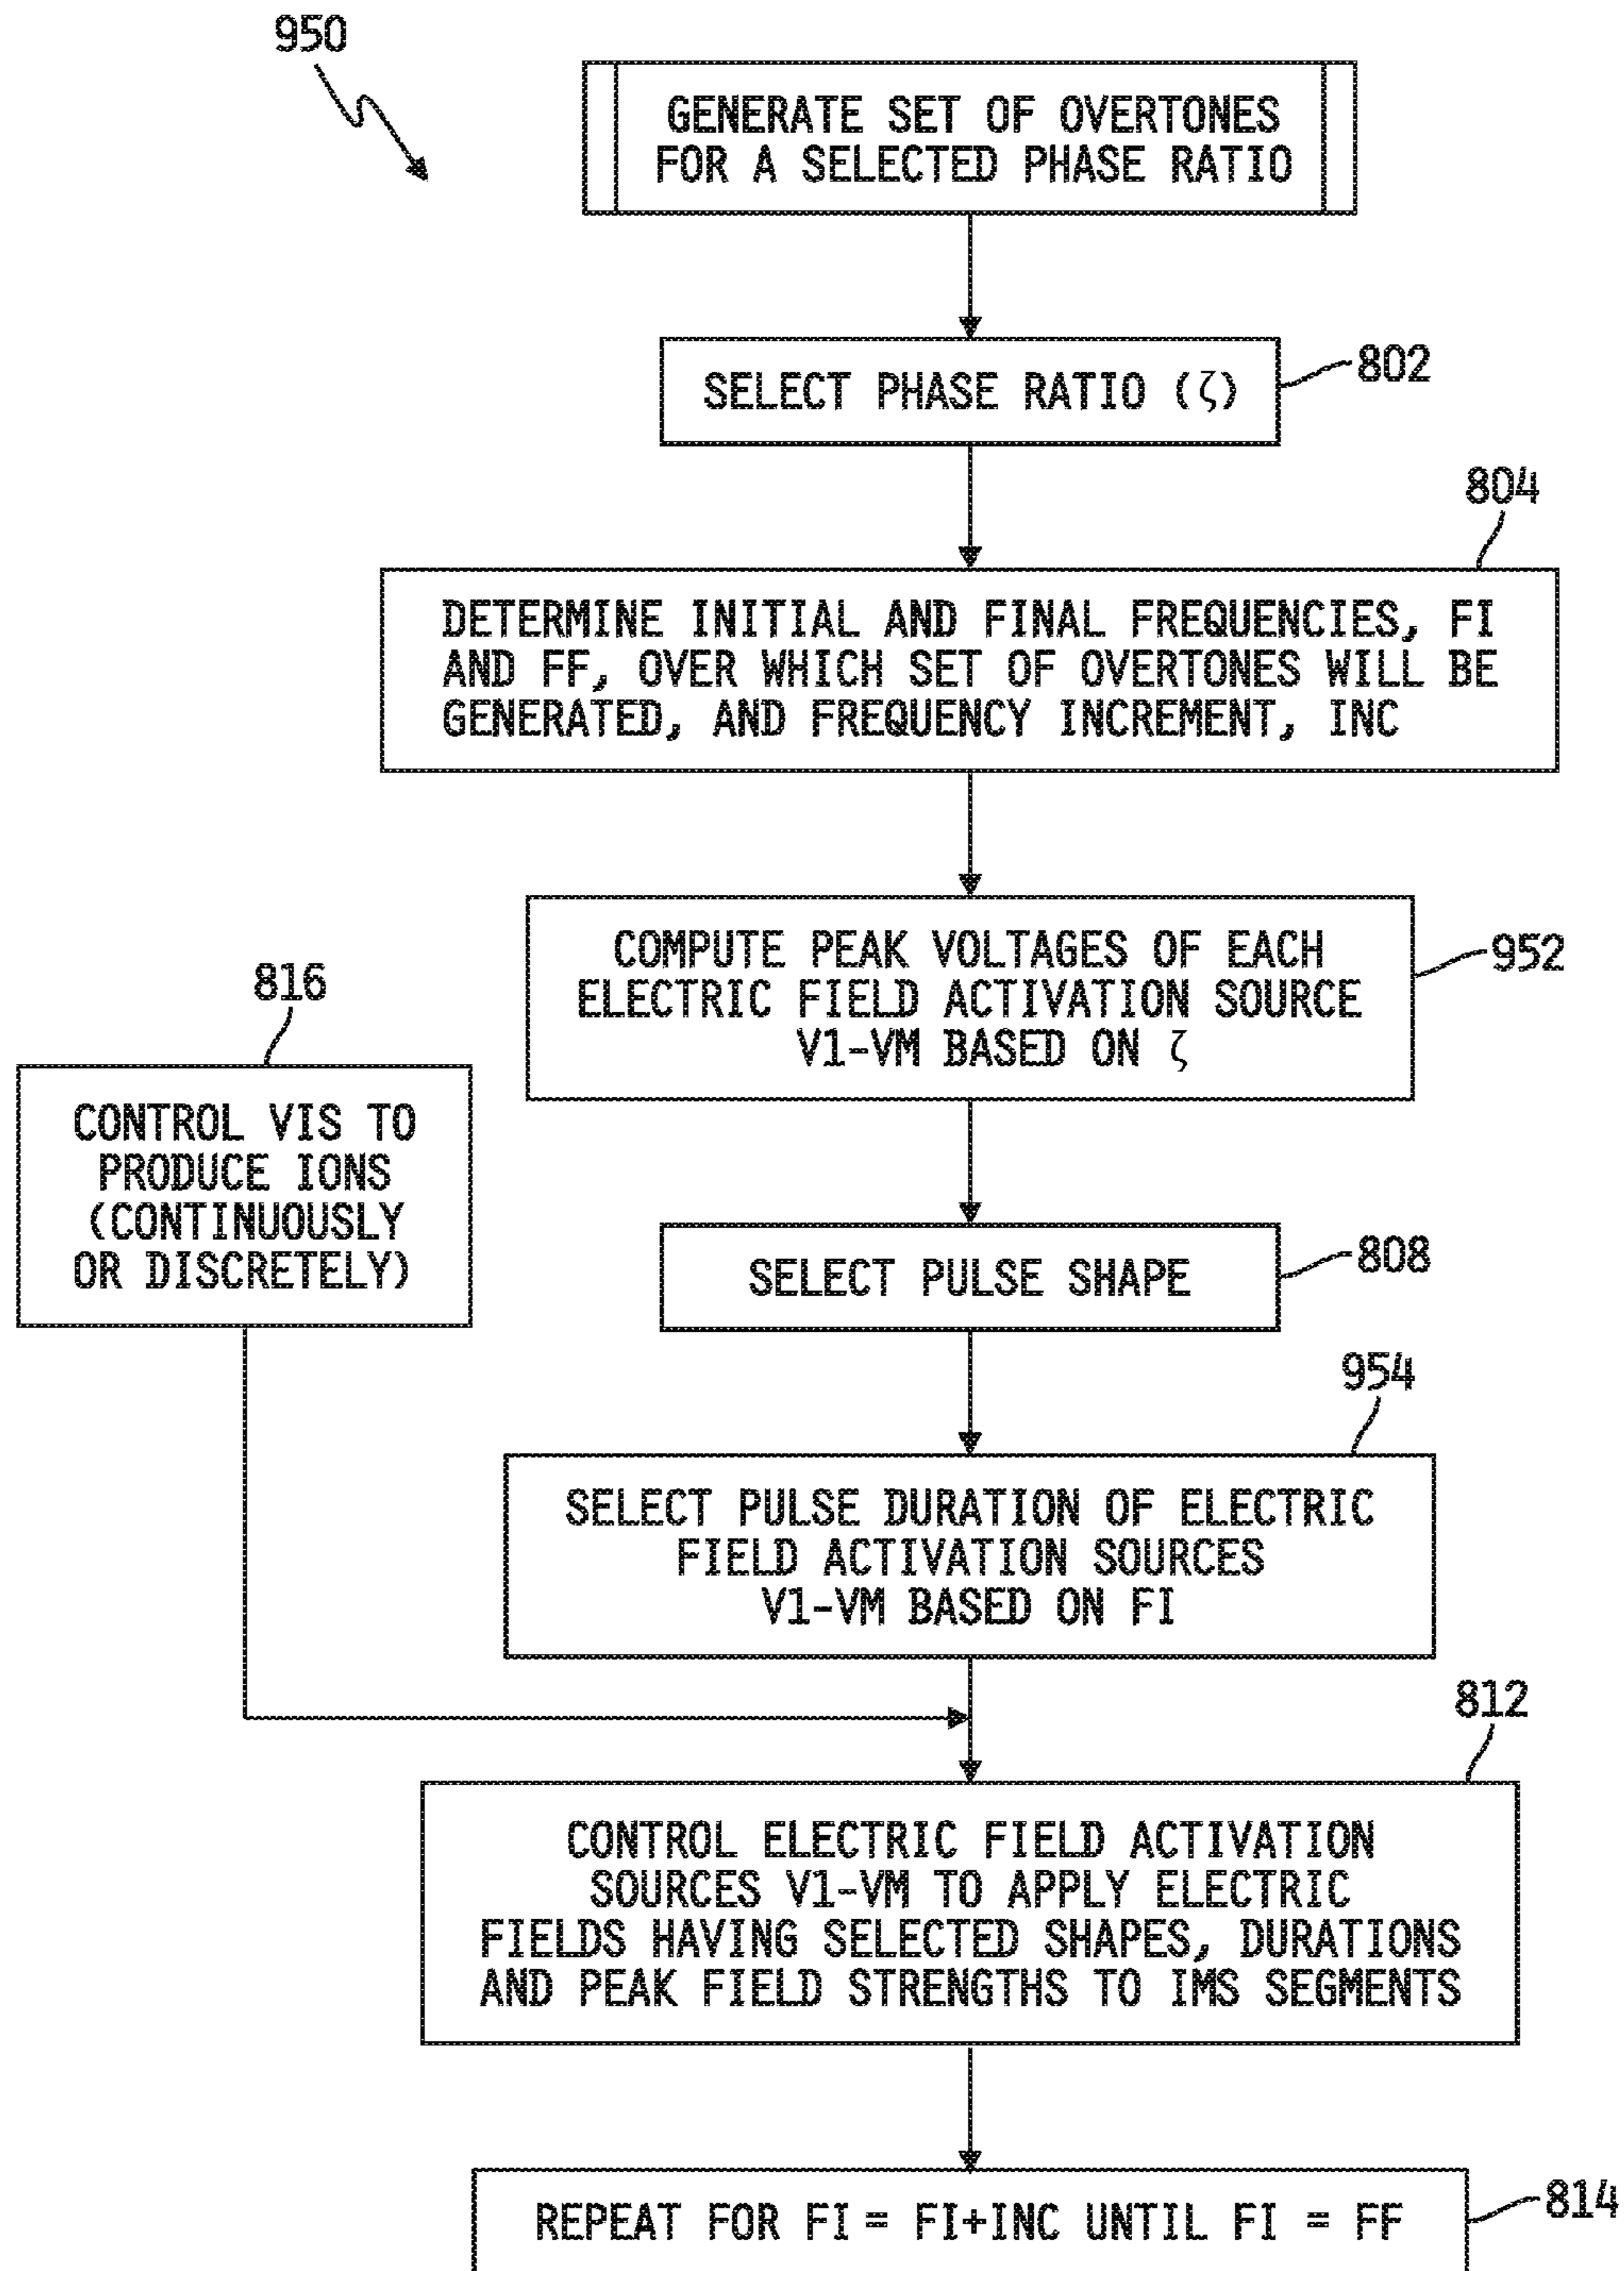 950
GENERATE SET OF OVERTONES
FOR A SELECTED PHASE RATIO
SELECT PHASE RATIO (ζ)
802
804
DETERMINE INITIAL AND FINAL FREQUENCIES, FI
AND FF, OVER WHICH SET OF OVERTONES WILL BE
GENERATED, AND FREQUENCY INCREMENT, INC
COMPUTE PEAK VOLTAGES OF EACH
ELECTRIC FIELD ACTIVATION SOURCE
V1-VM BASED ON ζ
952
816
CONTROL VIS TO
PRODUCE IONS
(CONTINUOUSLY
OR DISCRETELY)
SELECT PULSE SHAPE
808
954
SELECT PULSE DURATION OF ELECTRIC
FIELD ACTIVATION SOURCES
V1-VM BASED ON FI
812
CONTROL ELECTRIC FIELD ACTIVATION
SOURCES V1-VM TO APPLY ELECTRIC
FIELDS HAVING SELECTED SHAPES, DURATIONS
AND PEAK FIELD STRENGTHS TO IMS SEGMENTS
REPEAT FOR FI = FI+INC UNTIL FI = FF
814